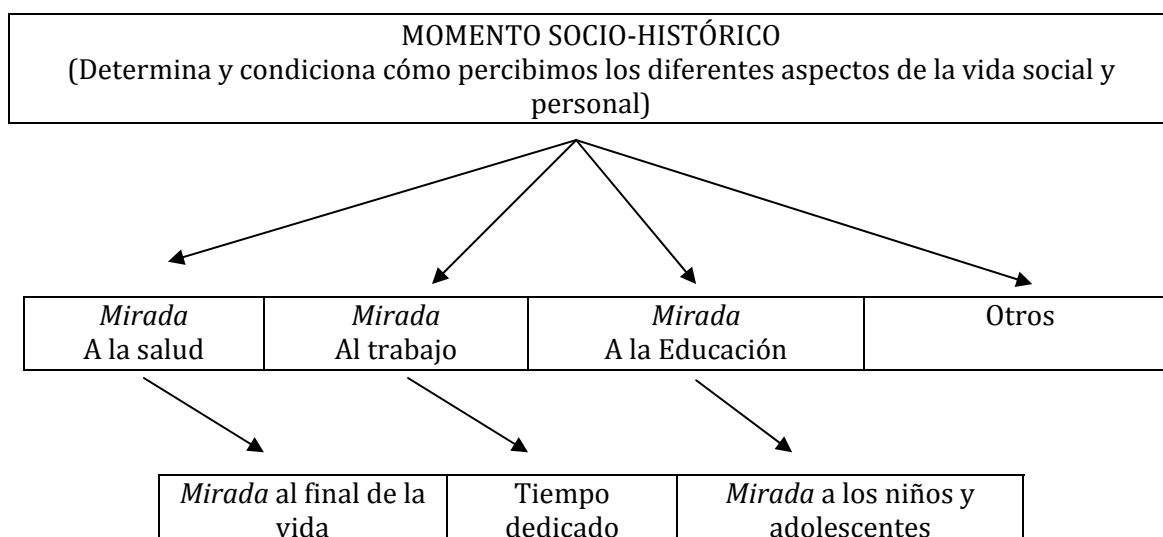 MOMENTO SOCIO-HISTÓRICO
(Determina y condiciona cómo percibimos los diferentes aspectos de la vida social y
personal)
Mirada
A la salud
Mirada
Al trabajo
Mirada
A la Educación
Otros
Mirada al final de la
vida
Tiempo
dedicado
Mirada a los niños y
adolescentes